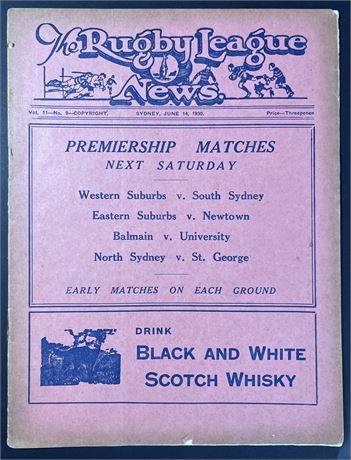 The Rugby League
News.
Vol. 11—No. 9—COPYRIGHT. SYDNEY, JUNE 14, 1930. Price—Threepence
PREMIERSHIP MATCHES
NEXT SATURDAY
Western Suburbs v. South Sydney
Eastern Suburbs v. Newtown
Balmain v. University
North Sydney v. St. George
EARLY MATCHES ON EACH GROUND
DRINK
BLACK AND WHITE
SCOTCH WHISKY